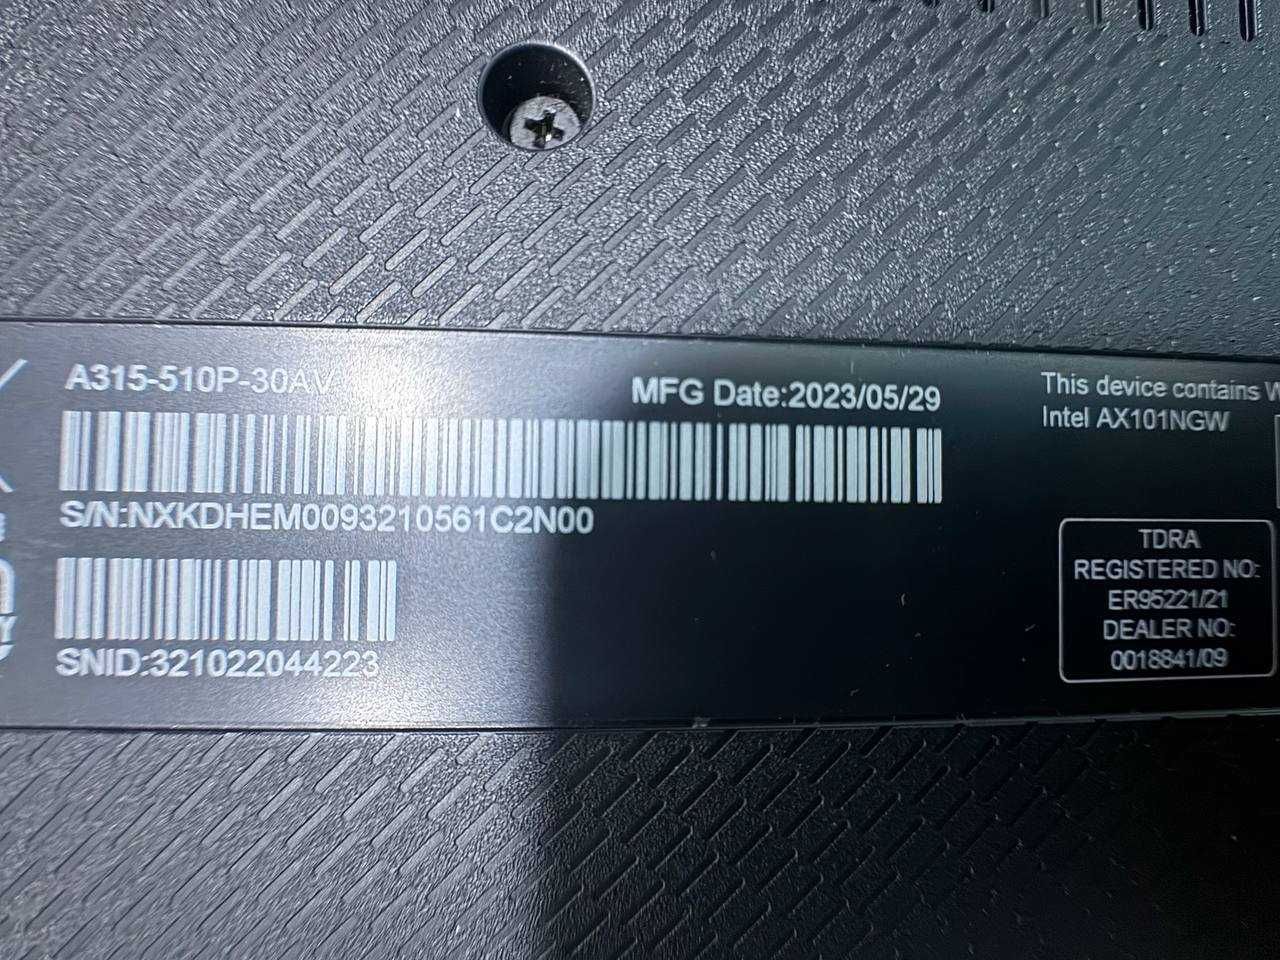 A315-510P-30AV
MFG Date:2023/05/29
S/N:NXKDHEM0093210561C2N00
SNID:321022044223
This device contains
Intel AX101NGW
TDRA
REGISTERED NO:
ER95221/21
DEALER NO:
0018841/09